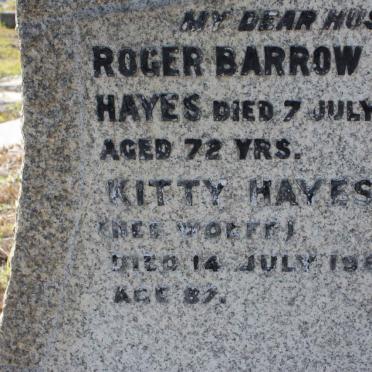 MY DEAR HUS
ROGER BARROW
HAYES DIED 7 JULY
AGED 72 YRS.
KITTY HAYES
(NEE WOLFF)
DIED 14 JULY 19
AGE 87.